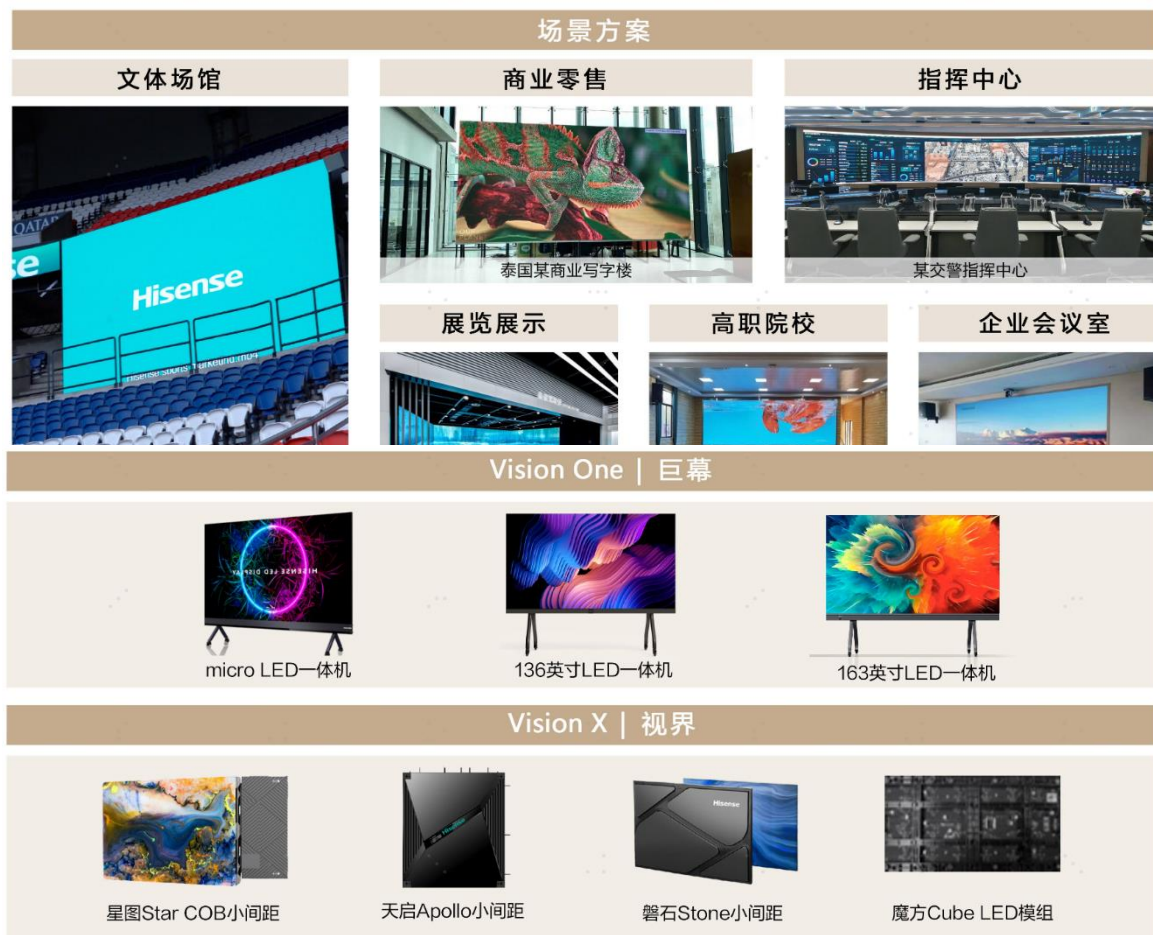 场景方案
文体场馆
商业零售
指挥中心
QATAR
se
Hisense
泰国某商业写字楼
某交警指挥中心
展览展示
高职院校
企业会议室
Vision One | 巨幕
HISENSE LED DISPLAY
micro LED一体机
136英寸LED一体机
163英寸LED一体机
Vision X | 视界
Hisense
Hisense
星图Star COB小间距
天启Apollo小间距
磐石Stone小间距
魔方Cube LED模组